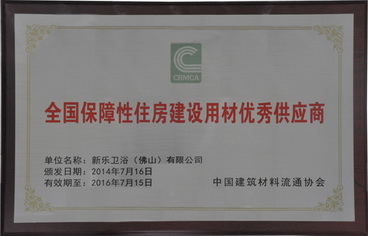 CBMCA
全国保障性住房建设用材优秀供应商
单位名称：新乐卫浴（佛山）有限公司
颁发日期：2014年7月16日
有效期至：2016年7月15日
中国建筑材料流通协会